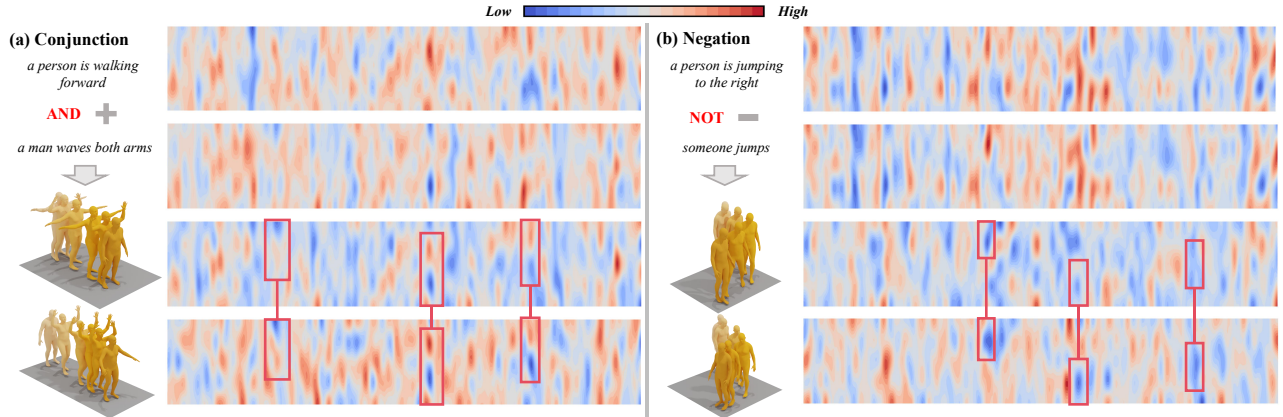 Low High
(a) Conjunction
a person is walking
forward
AND
a man waves both arms
(b) Negation
a person is jumping
to the right
NOT
someone jumps